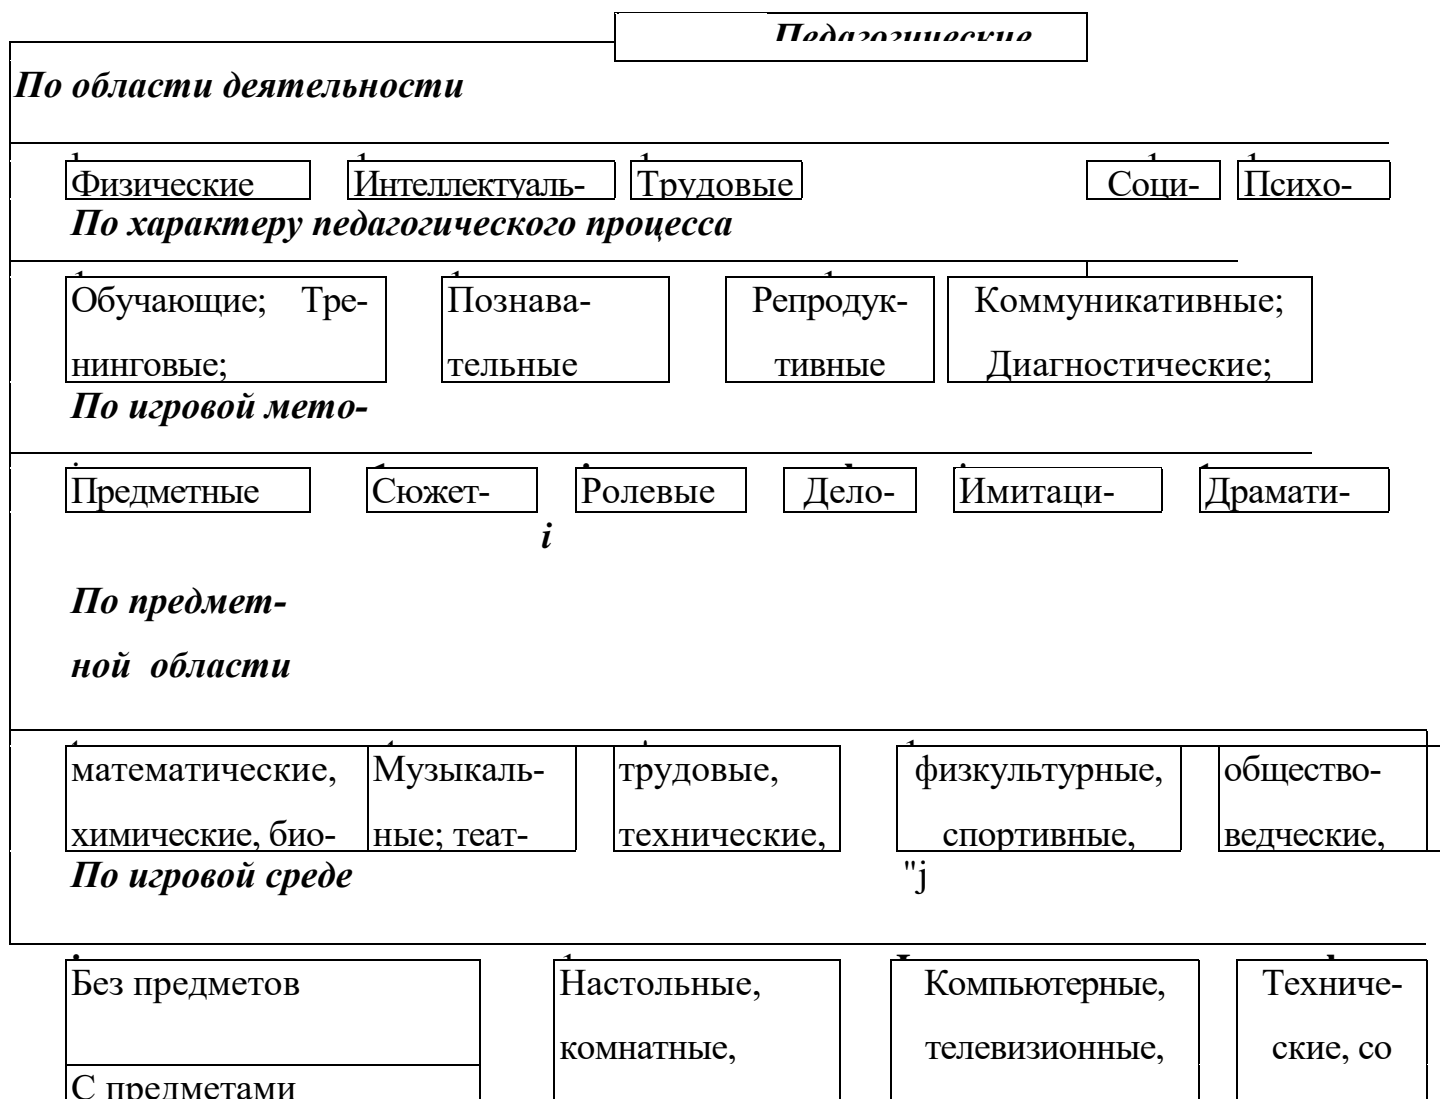 Педагогические
По области деятельности
Физические Интеллектуаль- Трудовые Соци- Психо-
По характеру педагогического процесса
Обучающие; Тре- Познава- Репродук- Коммуникативные;
нинговые; тельные тивные Диагностические;
По игровой мето-
Предметные Сюжет- Ролевые Дело- Имитаци- Драмати-
i
По предмет-
ной области
математические, Музыкаль- трудовые, физкультурные, общество-
химические, био- ные; теат- технические, спортивные, ведческие,
По игровой среде "j
Без предметов Настольные, Компьютерные, Техниче-
комнатные, телевизионные, ские, со
С предметами